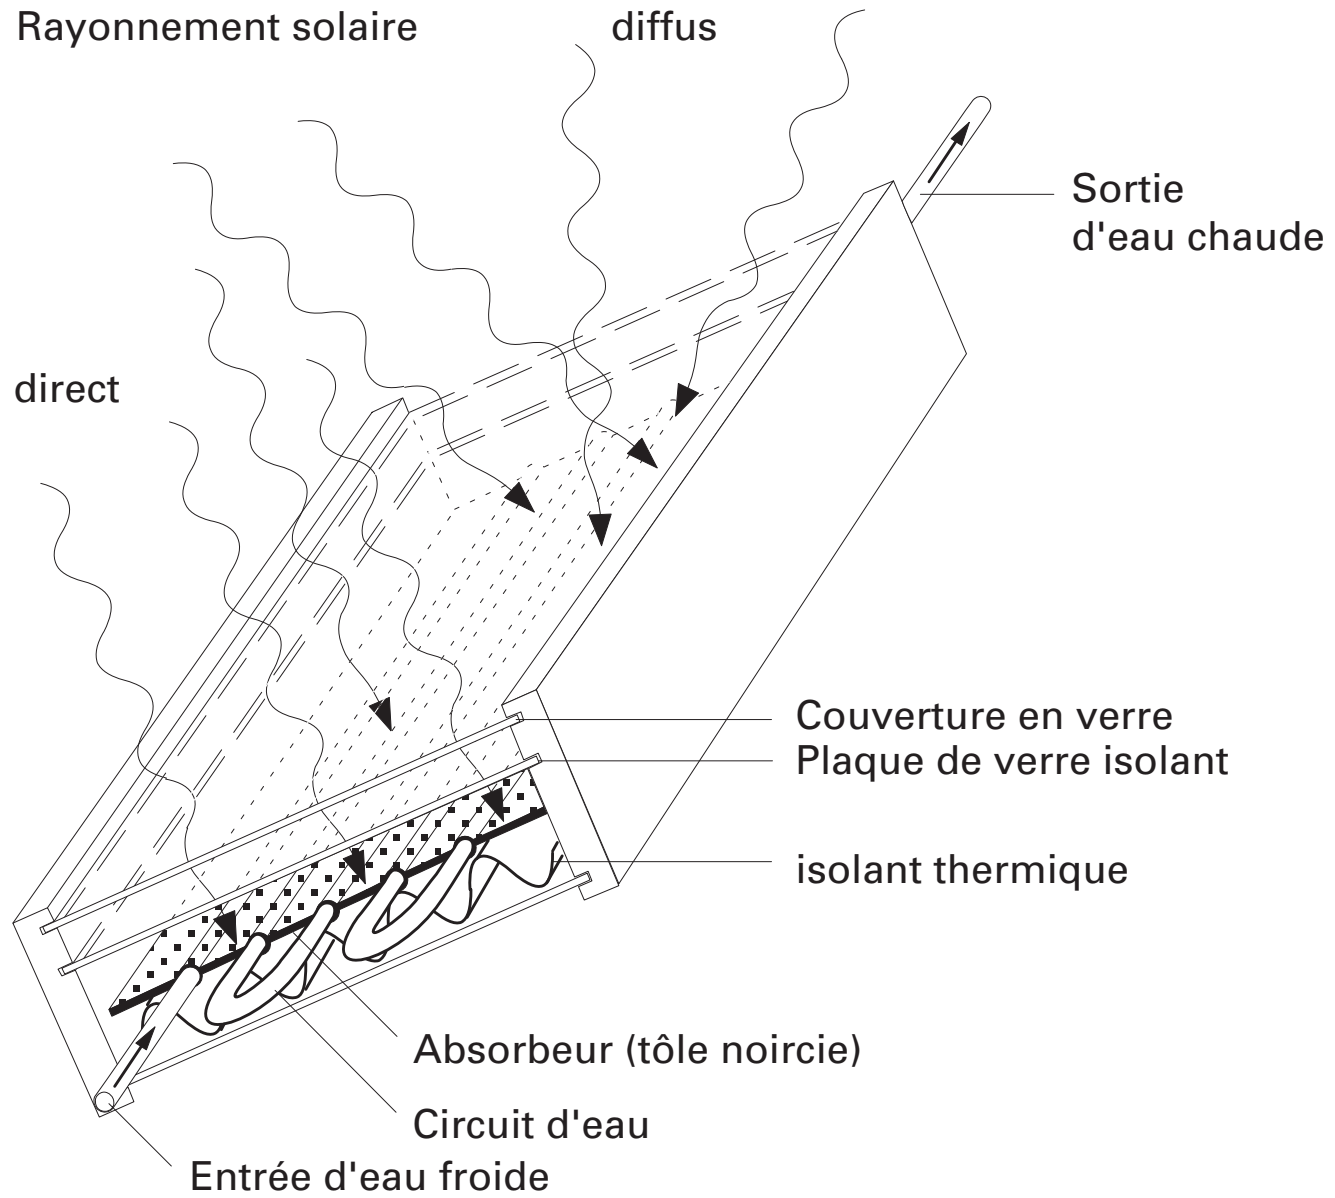 Rayonnement solaire
diffus
Sortie
d'eau chaude
direct
Couverture en verre
Plaque de verre isolant
isolant thermique
Absorbeur (tôle noircie)
Circuit d'eau
Entrée d'eau froide